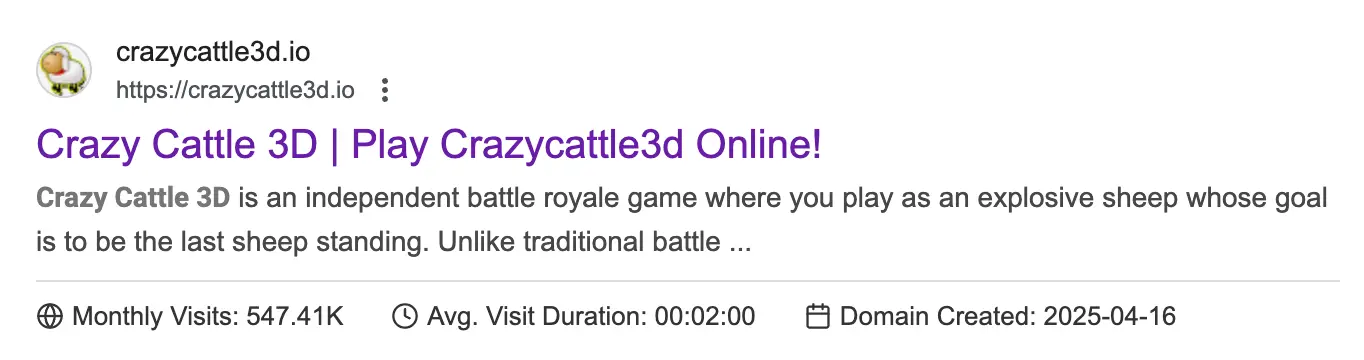 crazycattle3d.io
https://crazycattle3d.io
Crazy Cattle 3D | Play Crazycattle3d Online!
Crazy Cattle 3D is an independent battle royale game where you play as an explosive sheep whose goal
is to be the last sheep standing. Unlike traditional battle ...
Monthly Visits: 547.41K Avg. Visit Duration: 00:02:00 Domain Created: 2025-04-16